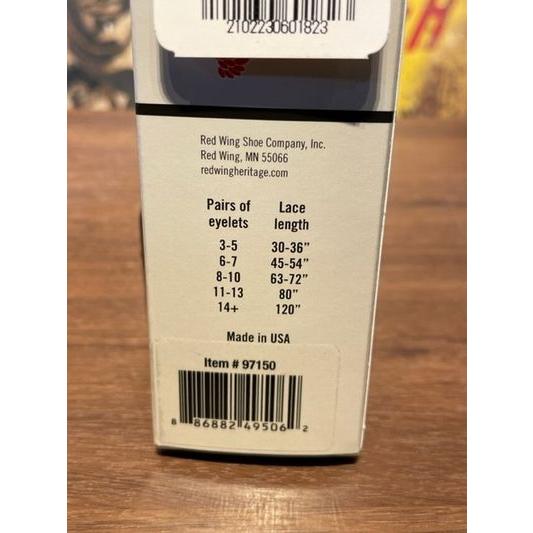 2102230601823
Red Wing Shoe Company, Inc.
Red Wing, MN 55066
redwingheritage.com
Pairs of eyelets Lace length
3-5 30-36"
6-7 45-54"
8-10 63-72"
11-13 80"
14+ 120"
Made in USA
Item # 97150
8 86882 49506 2